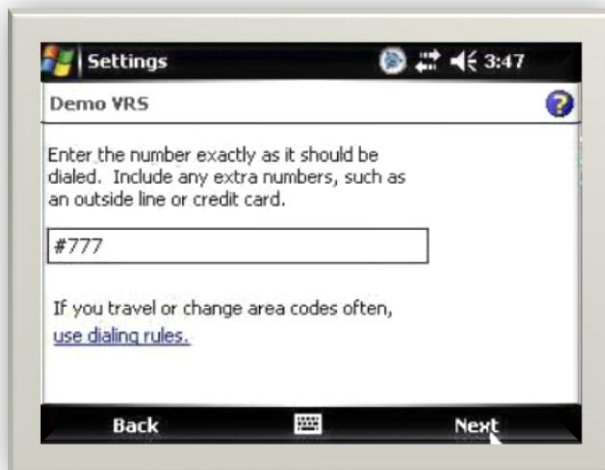 Settings
3:47
Demo VRS
Enter the number exactly as it should be
dialed. Include any extra numbers, such as
an outside line or credit card.
#777
If you travel or change area codes often,
use dialing rules.
Back
Next